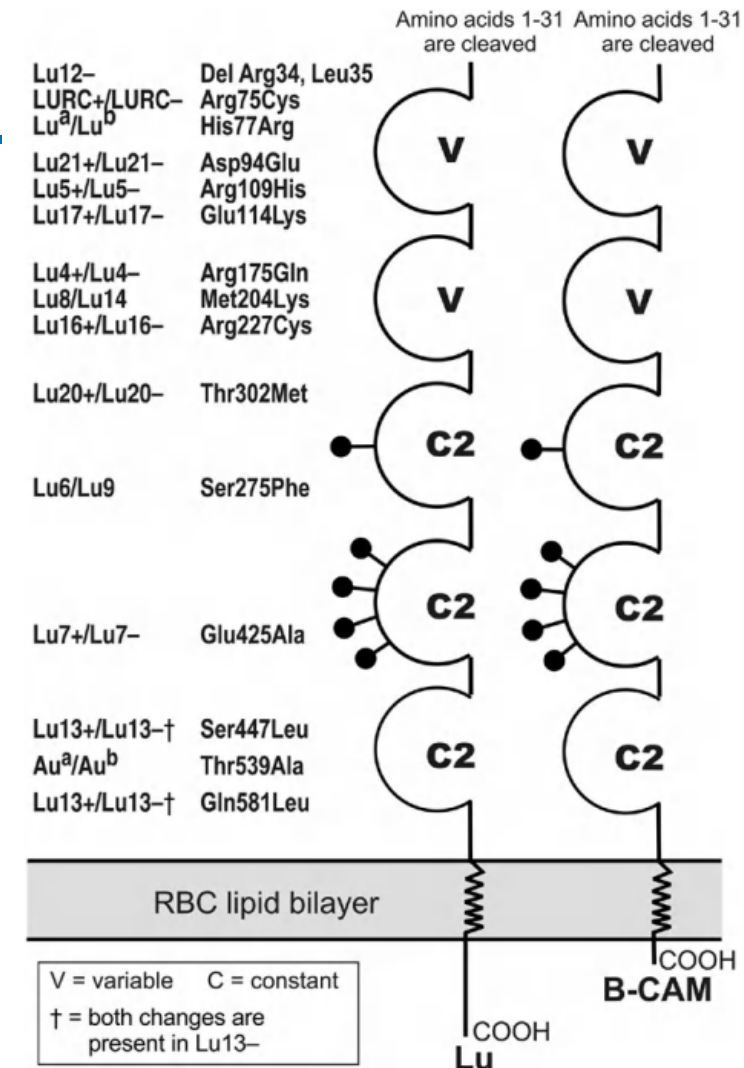 Amino acids 1-31 Amino acids 1-31
are cleaved are cleaved
Lu12– Del Arg34, Leu35
LURC+/LURC– Arg75Cys
Luᵃ/Luᵇ His77Arg
Lu21+/Lu21– Asp94Glu
Lu5+/Lu5– Arg109His
Lu17+/Lu17– Glu114Lys
V V
Lu4+/Lu4– Arg175Gln
Lu8/Lu14 Met204Lys
Lu16+/Lu16– Arg227Cys
V V
Lu20+/Lu20– Thr302Met
C2 C2
Lu6/Lu9 Ser275Phe
C2 C2
Lu7+/Lu7– Glu425Ala
Lu13+/Lu13–† Ser447Leu
Auᵃ/Auᵇ Thr539Ala
C2 C2
Lu13+/Lu13–† Gln581Leu
RBC lipid bilayer
COOH
B-CAM
V = variable C = constant
† = both changes are
present in Lu13–
COOH
Lu